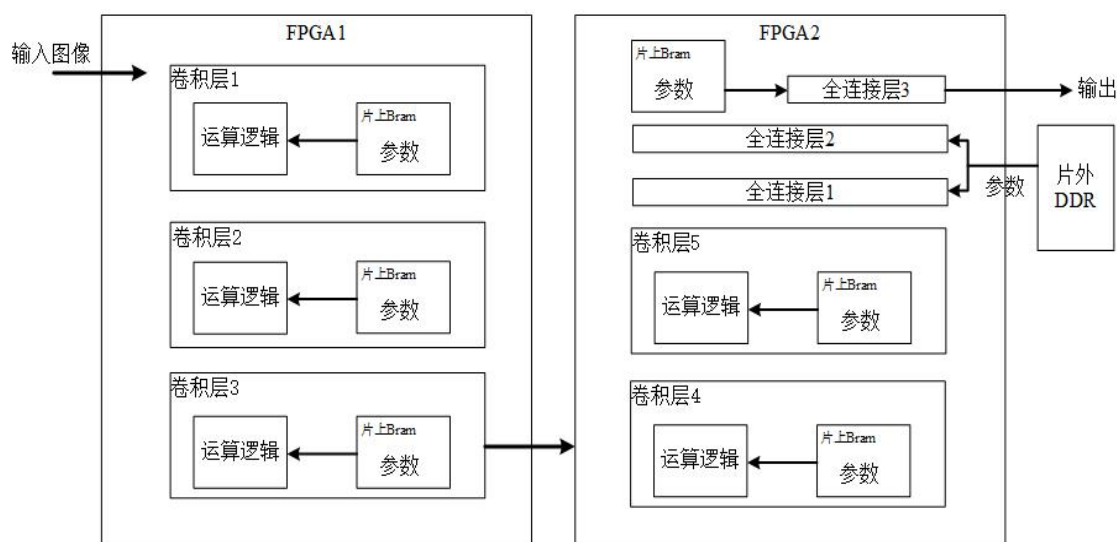 输入图像
FPGA1
卷积层1
运算逻辑
片上Bram
参数
卷积层2
运算逻辑
片上Bram
参数
卷积层3
运算逻辑
片上Bram
参数
FPGA2
片上Bram
参数
全连接层3
输出
全连接层2
全连接层1
参数
片外
DDR
卷积层5
运算逻辑
片上Bram
参数
卷积层4
运算逻辑
片上Bram
参数